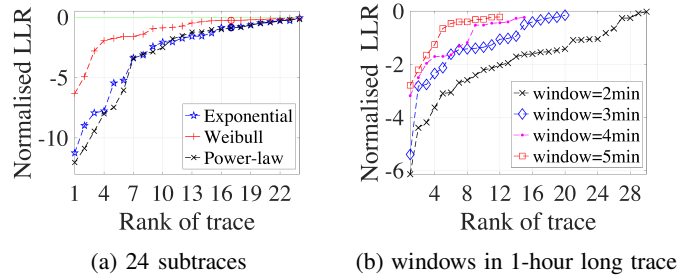 0
-5
-10
Normalised LLR
Exponential
Weibull
Power-law
1 4 7 10 13 16 19 22
Rank of trace
(a) 24 subtraces
0
-2
-4
-6
Normalised LLR
window=2min
window=3min
window=4min
window=5min
4 8 12 16 20 24 28
Rank of trace
(b) windows in 1-hour long trace